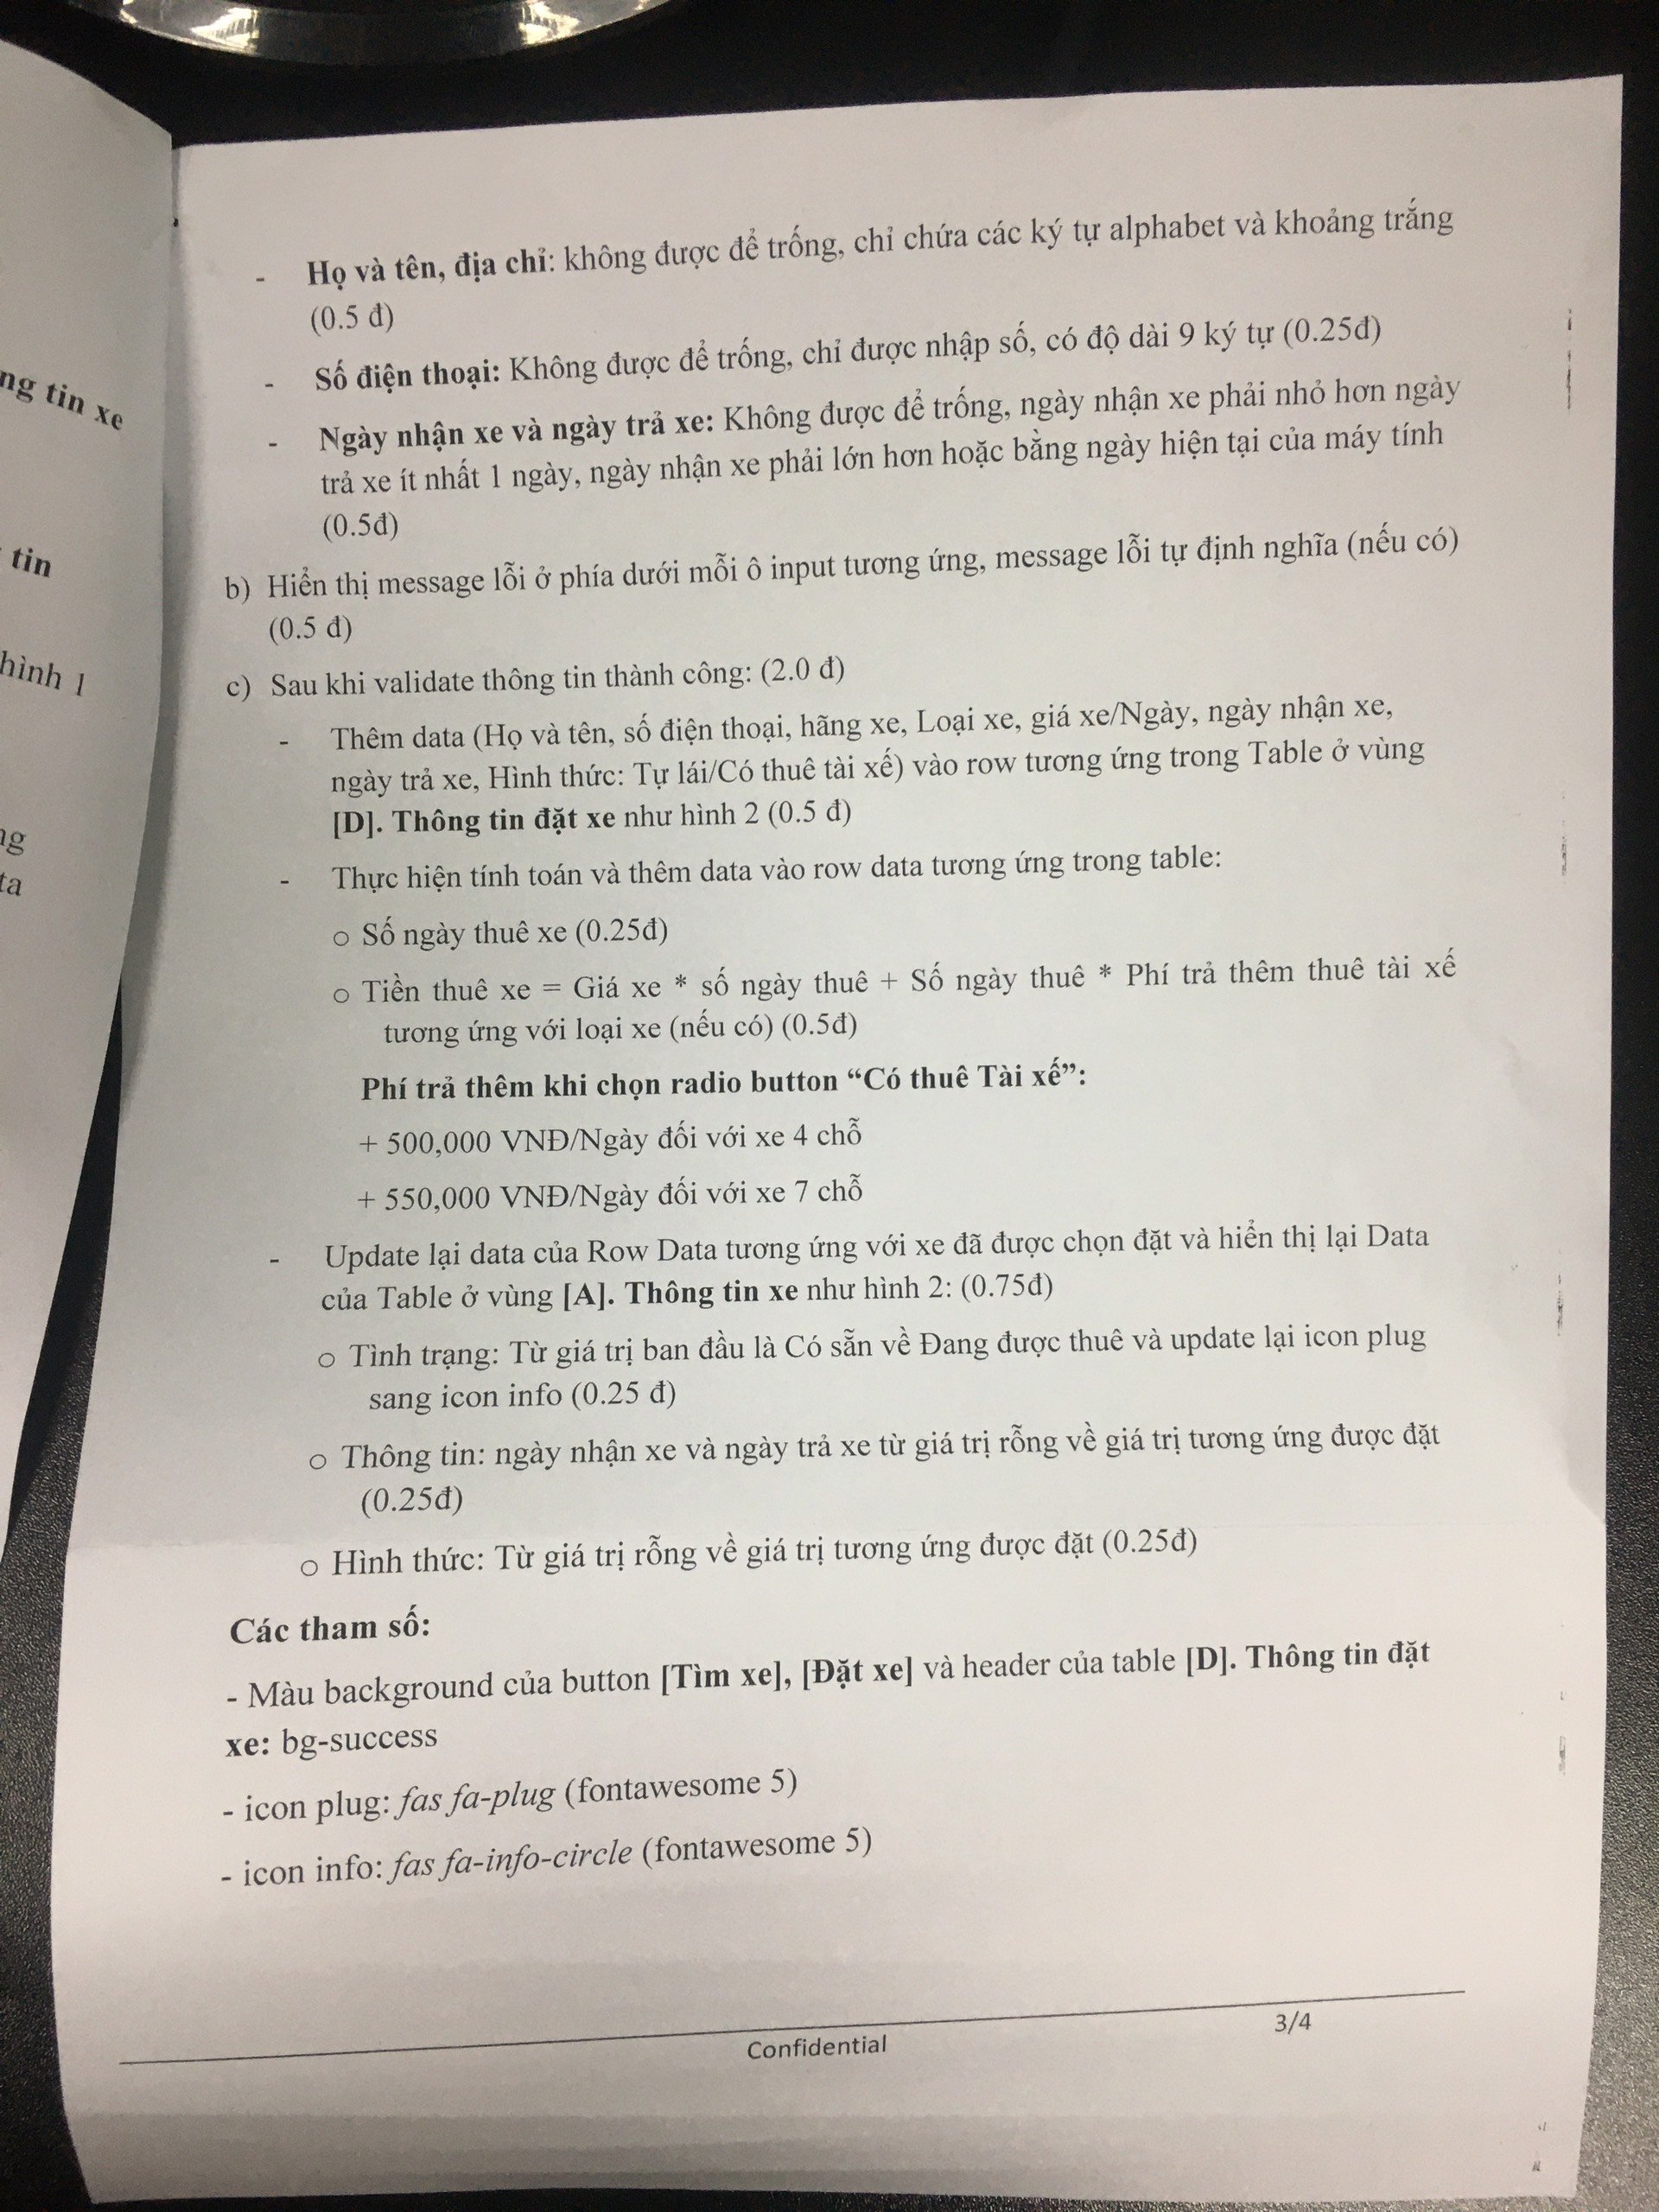 - Họ và tên, địa chỉ: không được để trống, chỉ chứa các ký tự alphabet và khoảng trắng
(0.5 đ)
- Số điện thoại: Không được để trống, chỉ được nhập số, có độ dài 9 ký tự (0.25đ)
- Ngày nhận xe và ngày trả xe: Không được để trống, ngày nhận xe phải nhỏ hơn ngày
trả xe ít nhất 1 ngày, ngày nhận xe phải lớn hơn hoặc bằng ngày hiện tại của máy tính
(0.5đ)
b) Hiển thị message lỗi ở phía dưới mỗi ô input tương ứng, message lỗi tự định nghĩa (nếu có)
(0.5 đ)
c) Sau khi validate thông tin thành công: (2.0 đ)
- Thêm data (Họ và tên, số điện thoại, hãng xe, Loại xe, giá xe/Ngày, ngày nhận xe,
ngày trả xe, Hình thức: Tự lái/Có thuê tài xế) vào row tương ứng trong Table ở vùng
[D]. Thông tin đặt xe như hình 2 (0.5 đ)
- Thực hiện tính toán và thêm data vào row data tương ứng trong table:
o Số ngày thuê xe (0.25đ)
o Tiền thuê xe = Giá xe * số ngày thuê + Số ngày thuê * Phí trả thêm thuê tài xế
tương ứng với loại xe (nếu có) (0.5đ)
Phí trả thêm khi chọn radio button “Có thuê Tài xế”:
+ 500,000 VNĐ/Ngày đối với xe 4 chỗ
+ 550,000 VNĐ/Ngày đối với xe 7 chỗ
- Update lại data của Row Data tương ứng với xe đã được chọn đặt và hiển thị lại Data
của Table ở vùng [A]. Thông tin xe như hình 2: (0.75đ)
o Tình trạng: Từ giá trị ban đầu là Có sẵn về Đang được thuê và update lại icon plug
sang icon info (0.25 đ)
o Thông tin: ngày nhận xe và ngày trả xe từ giá trị rỗng về giá trị tương ứng được đặt
(0.25đ)
o Hình thức: Từ giá trị rỗng về giá trị tương ứng được đặt (0.25đ)
Các tham số:
- Màu background của button [Tìm xe], [Đặt xe] và header của table [D]. Thông tin đặt
xe: bg-success
- icon plug: fas fa-plug (fontawesome 5)
- icon info: fas fa-info-circle (fontawesome 5)
Confidential 3/4
ng tin xe
tin
hình 1